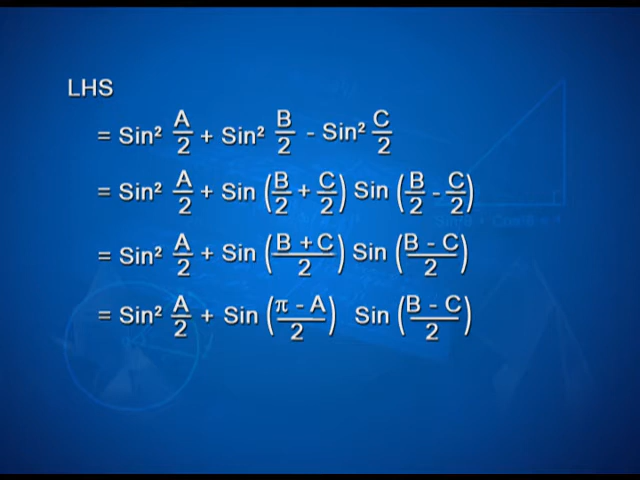 LHS
= Sin² A/2 + Sin² B/2 - Sin² C/2
= Sin² A/2 + Sin (B/2 + C/2) Sin (B/2 - C/2)
= Sin² A/2 + Sin (B + C / 2) Sin (B - C / 2)
= Sin² A/2 + Sin (π - A / 2) Sin (B - C / 2)